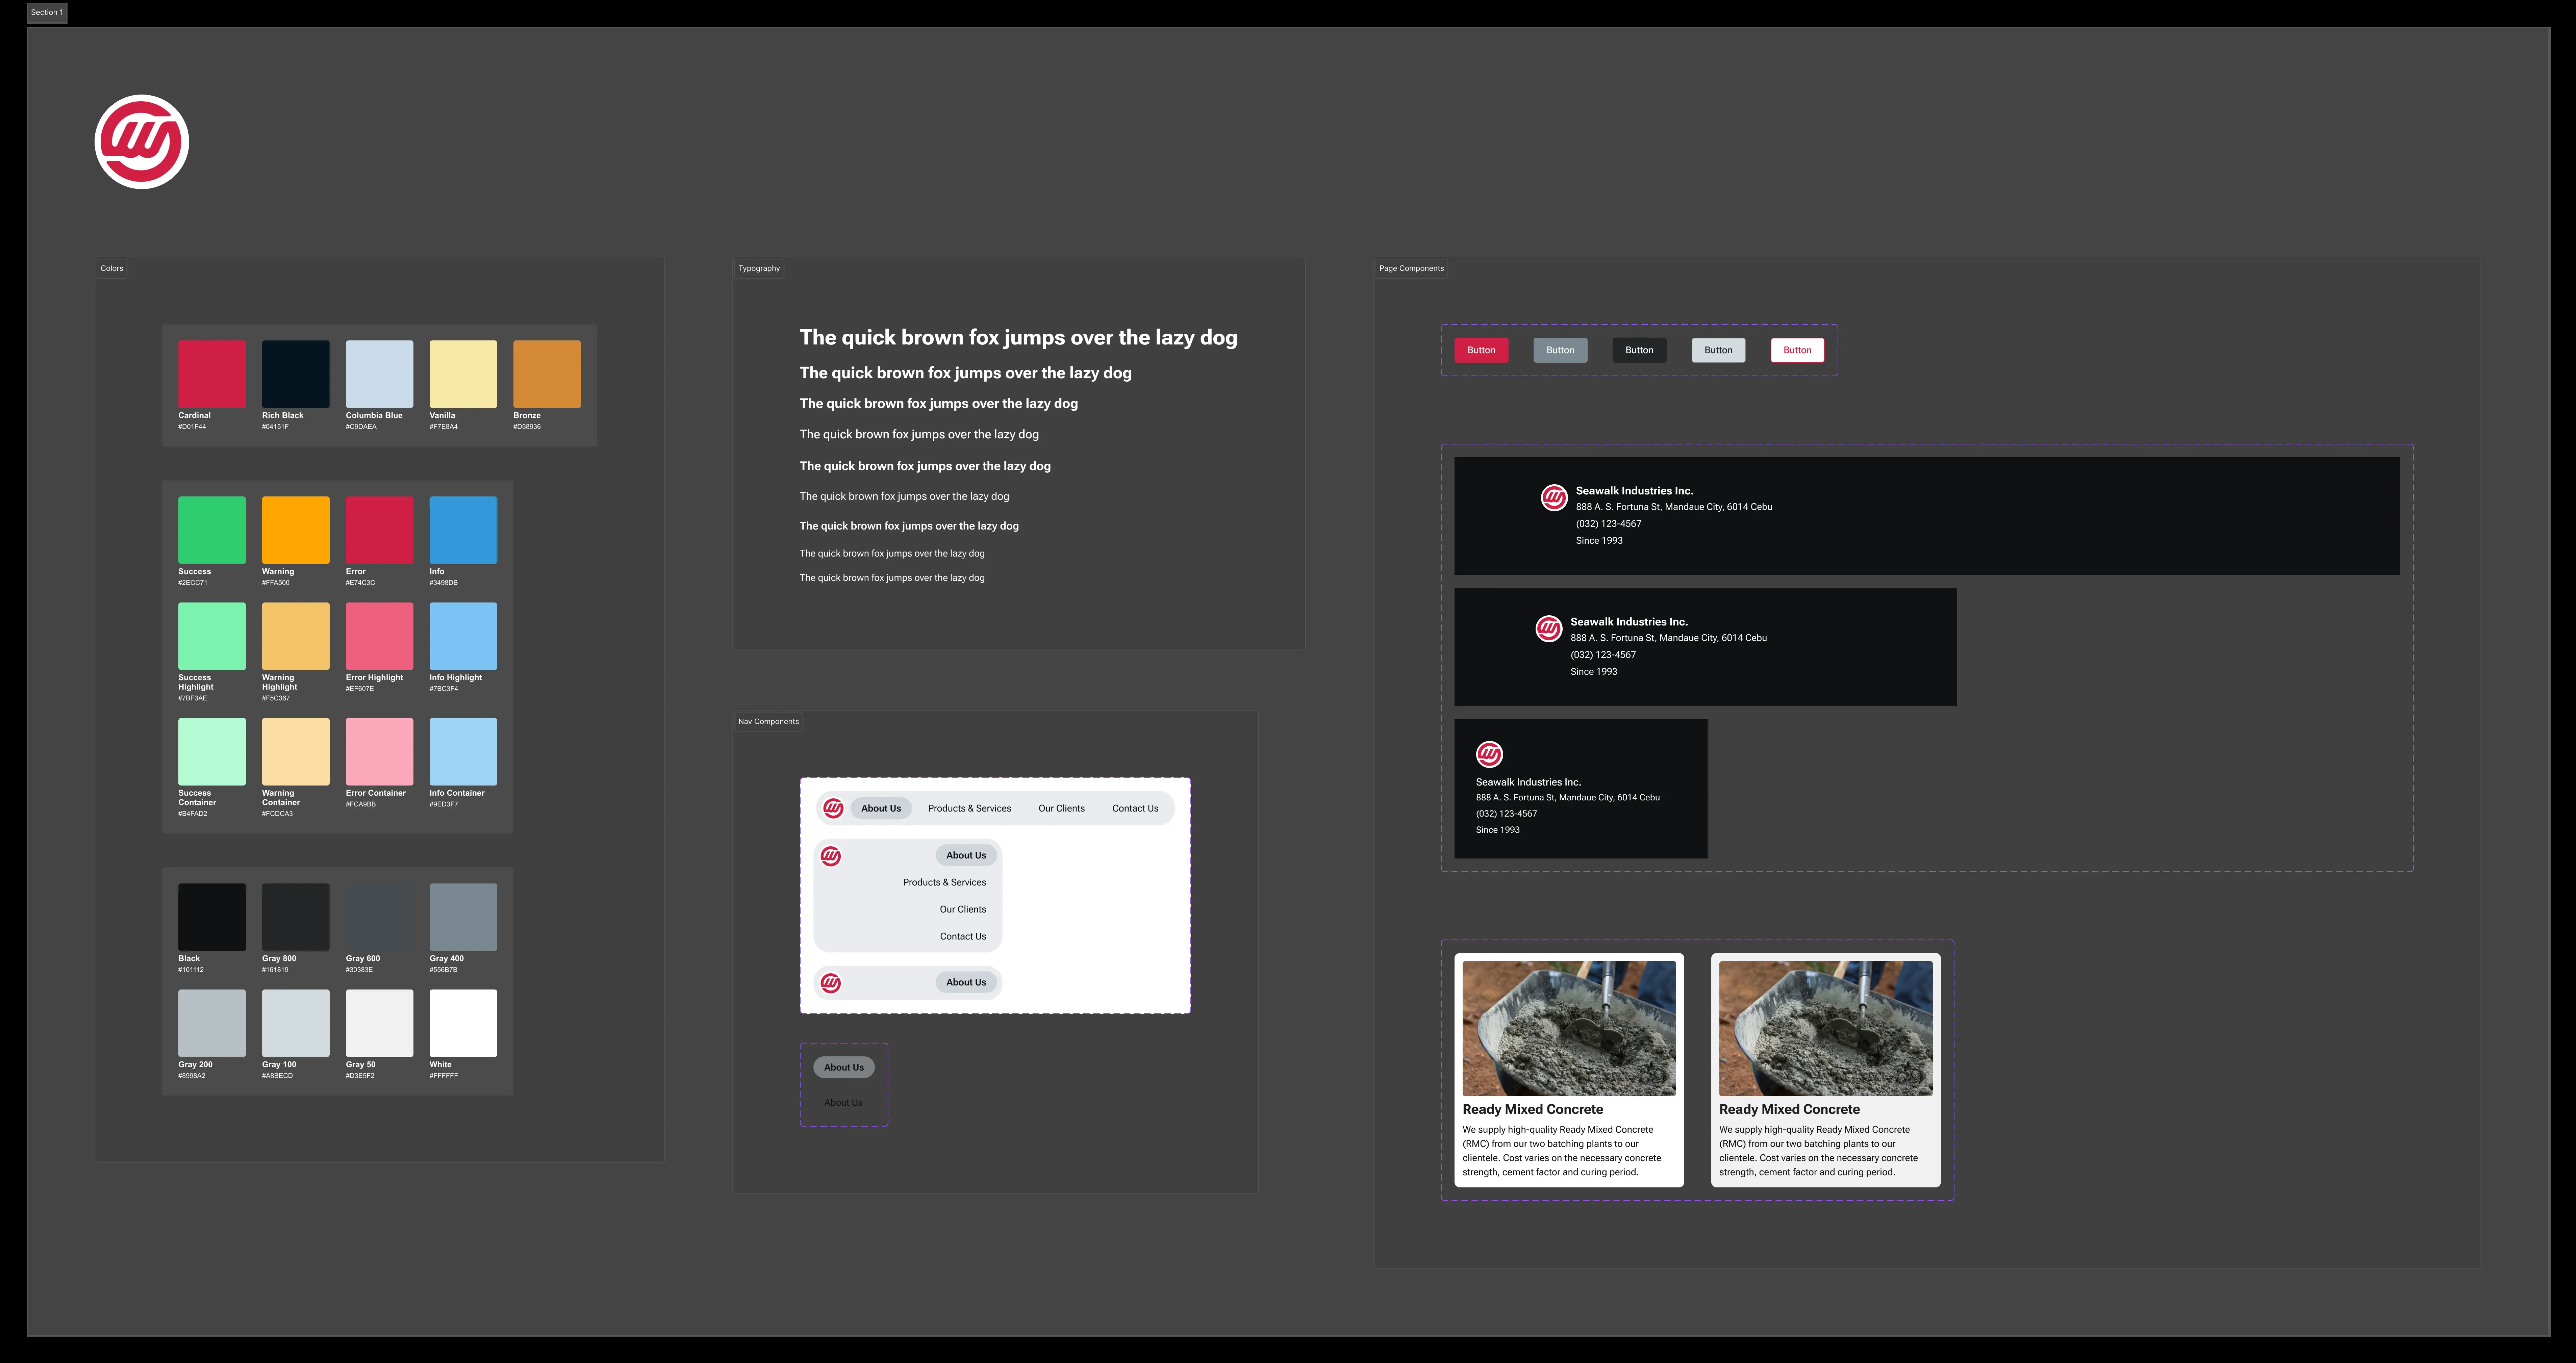 Section 1
Colors
Cardinal
#D01F44
Rich Black
#04151F
Columbia Blue
#C9DAEA
Vanilla
#F7E8A4
Bronze
#D58936
Success
#2ECC71
Warning
#FFA500
Error
#E74C3C
Info
#3498DB
Success
Highlight
#7BF3AE
Warning
Highlight
#F5C367
Error Highlight
#EF607E
Info Highlight
#7BC3F4
Success
Container
#B4FAD2
Warning
Container
#FCDCA3
Error Container
#FCA9BB
Info Container
#9ED3F7
Black
#101112
Gray 800
#161819
Gray 600
#30383E
Gray 400
#556B7B
Gray 200
#8998A2
Gray 100
#A8BECD
Gray 50
#D3E5F2
White
#FFFFFF
Typography
The quick brown fox jumps over the lazy dog
The quick brown fox jumps over the lazy dog
The quick brown fox jumps over the lazy dog
The quick brown fox jumps over the lazy dog
The quick brown fox jumps over the lazy dog
The quick brown fox jumps over the lazy dog
The quick brown fox jumps over the lazy dog
The quick brown fox jumps over the lazy dog
The quick brown fox jumps over the lazy dog
Nav Components
About Us
Products & Services
Our Clients
Contact Us
About Us
Products & Services
Our Clients
Contact Us
About Us
About Us
About Us
Page Components
Button
Button
Button
Button
Button
Seawalk Industries Inc.
888 A. S. Fortuna St, Mandaue City, 6014 Cebu
(032) 123-4567
Since 1993
Seawalk Industries Inc.
888 A. S. Fortuna St, Mandaue City, 6014 Cebu
(032) 123-4567
Since 1993
Seawalk Industries Inc.
888 A. S. Fortuna St, Mandaue City, 6014 Cebu
(032) 123-4567
Since 1993
Ready Mixed Concrete
We supply high-quality Ready Mixed Concrete
(RMC) from our two batching plants to our
clientele. Cost varies on the necessary concrete
strength, cement factor and curing period.
Ready Mixed Concrete
We supply high-quality Ready Mixed Concrete
(RMC) from our two batching plants to our
clientele. Cost varies on the necessary concrete
strength, cement factor and curing period.